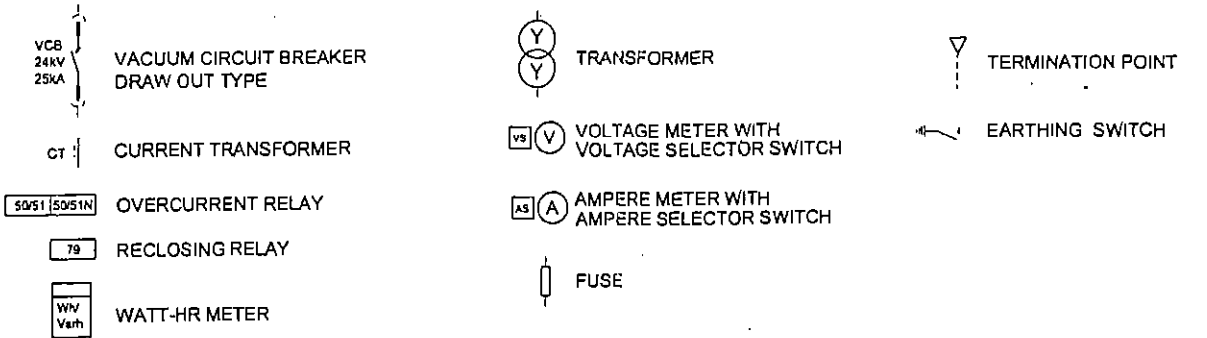 VCB
24kV
25kA
VACUUM CIRCUIT BREAKER
DRAW OUT TYPE
CT
CURRENT TRANSFORMER
50/51 50/51N
OVERCURRENT RELAY
79
RECLOSING RELAY
Wh/
Varh
WATT-HR METER
Y
Y
TRANSFORMER
VS V
VOLTAGE METER WITH
VOLTAGE SELECTOR SWITCH
AS A
AMPERE METER WITH
AMPERE SELECTOR SWITCH
FUSE
TERMINATION POINT
EARTHING SWITCH